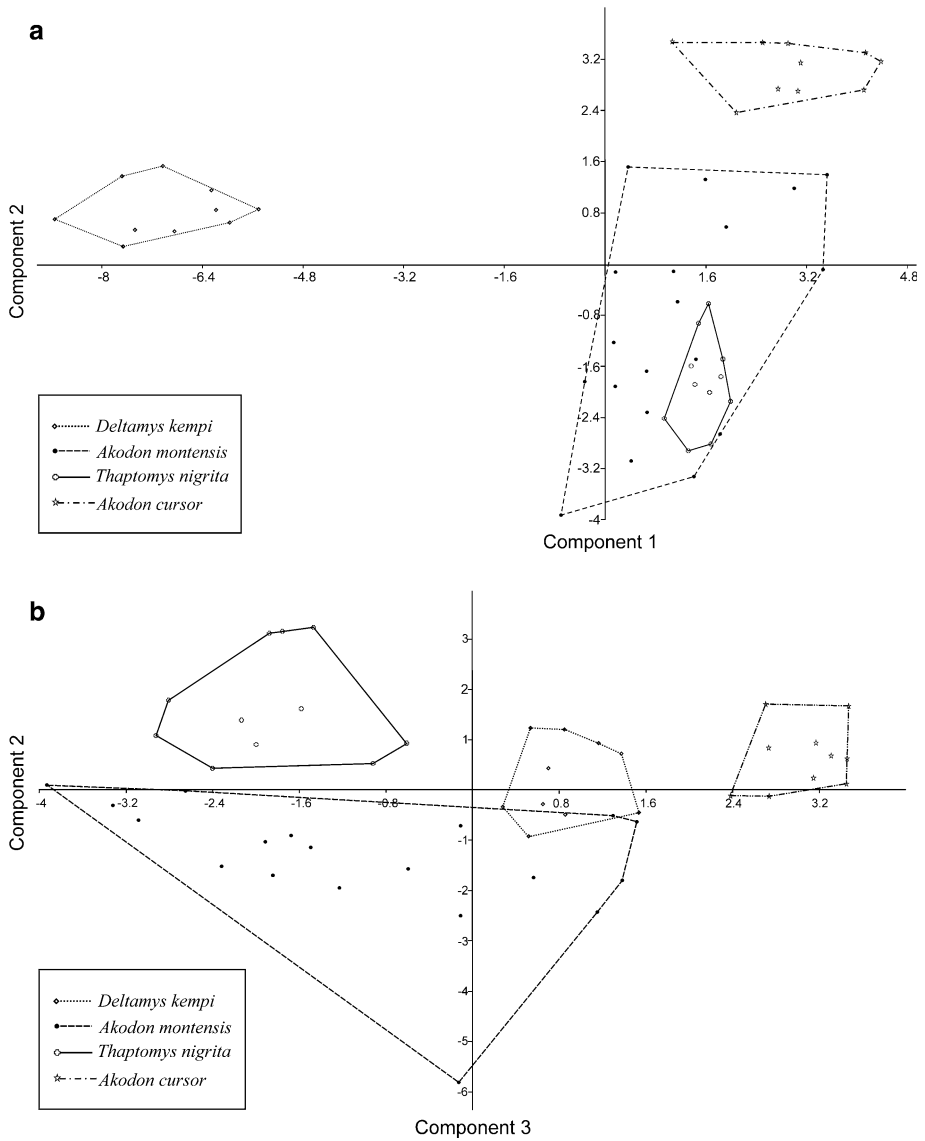 a
3.2
2.4
1.6
0.8
-8 -6.4 -4.8 -3.2 -1.6 1.6 3.2 4.8
-0.8
-1.6
-2.4
-3.2
-4
Component 2
Component 1
Deltamys kempi
Akodon montensis
Thaptomys nigrita
Akodon cursor
b
3
2
1
-4 -3.2 -2.4 -1.6 -0.8 0.8 1.6 2.4 3.2
-1
-2
-3
-4
-5
-6
Component 2
Component 3
Deltamys kempi
Akodon montensis
Thaptomys nigrita
Akodon cursor